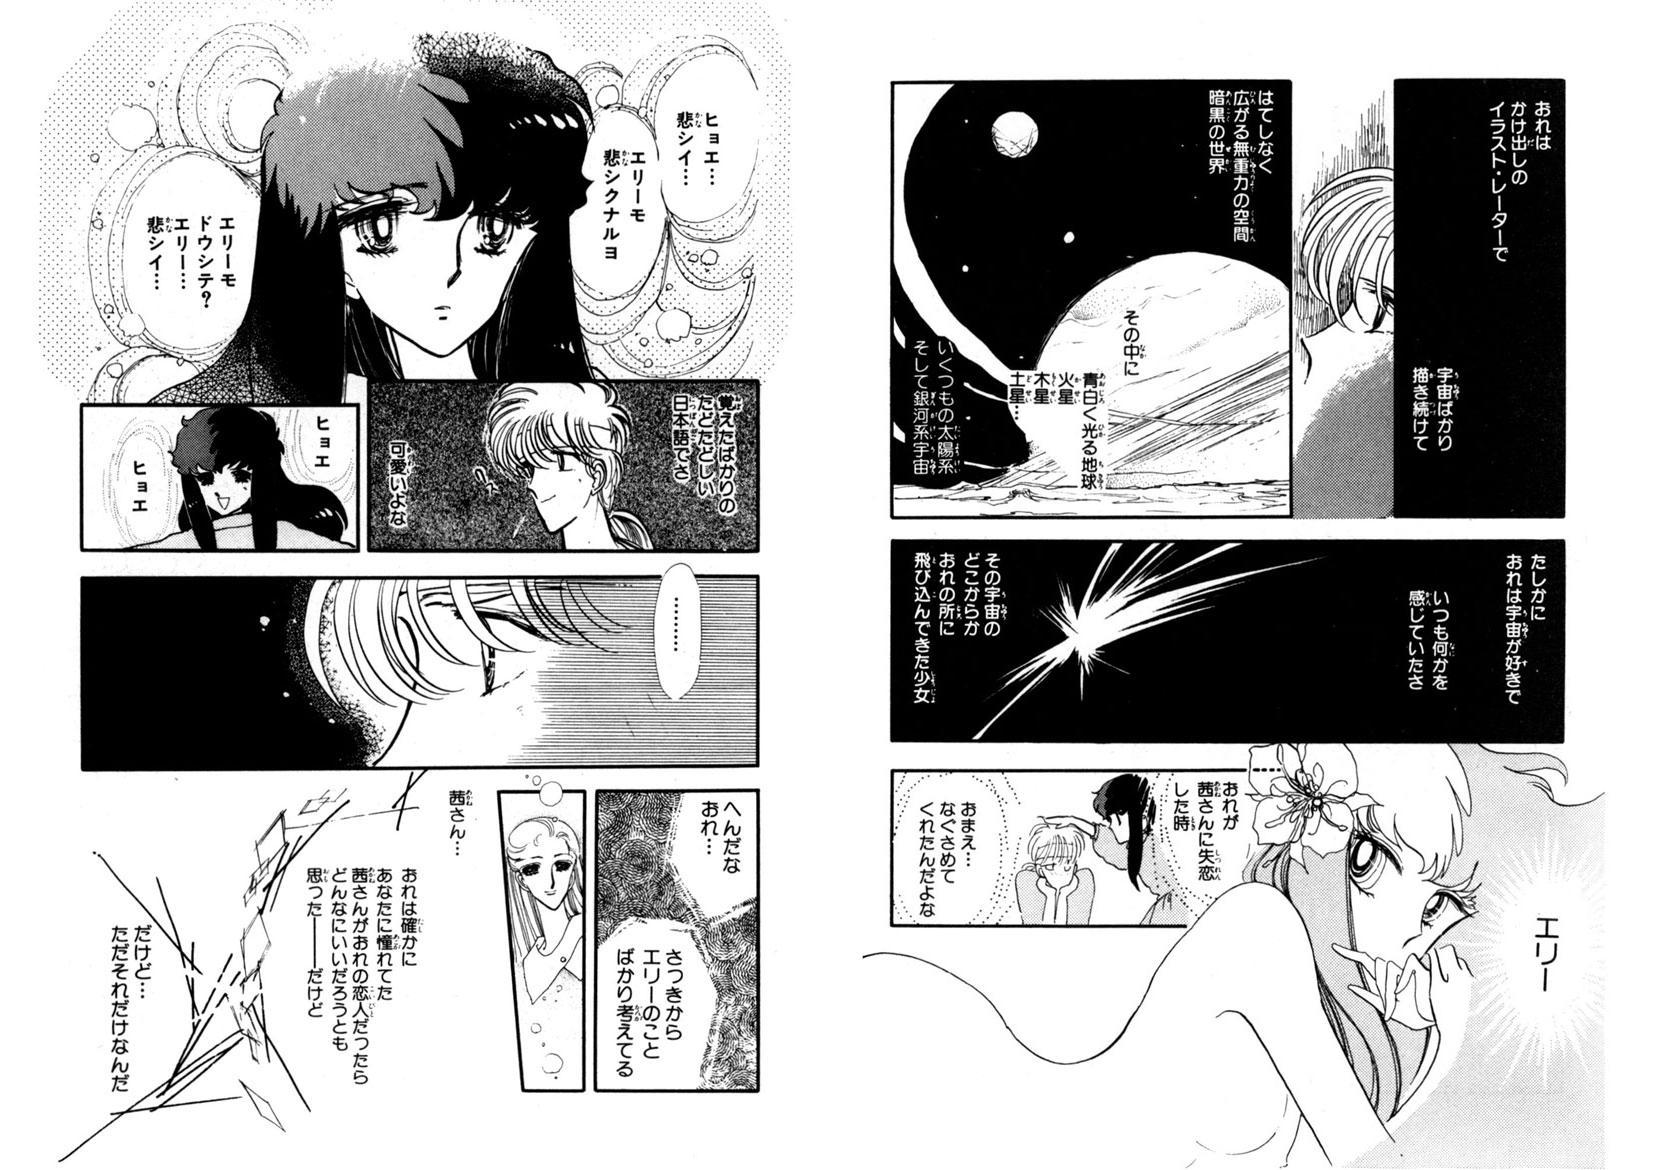 おれは
かけ出しの
イラスト・レーターで
宇宙ばかり
描き続けて
はてしなく
広がる無重力の空間
暗黒の世界
その中に
青白く光る地球
火星
木星
土星…
いくつもの太陽系
そして銀河系宇宙
たしかに
おれは宇宙が好きで
いつも何かを
感じていたさ
その宇宙の
どこからか
おれの所に
飛び込んできた少女
エリー
おれが
茜さんに失恋
した時
おまえ…
なぐさめて
くれたんだよな
ヒョエ…
悲シイ…
エリーモ
悲シクナルヨ
エリーモ
ドウシテ?
エリー…
悲シイ…
覚えたばかりの
たどたどしい
日本語でさ
可愛いよな
クス
ヒョエ
ヒョエ
………
へんだな
おれ…
さっきから
エリーのこと
ばかり考えてる
茜さん…
おれは確かに
あなたに憧れてた
茜さんがおれの恋人だったら
どんなにいいだろうとも
思った――だけど
だけど…
ただそれだけなんだ